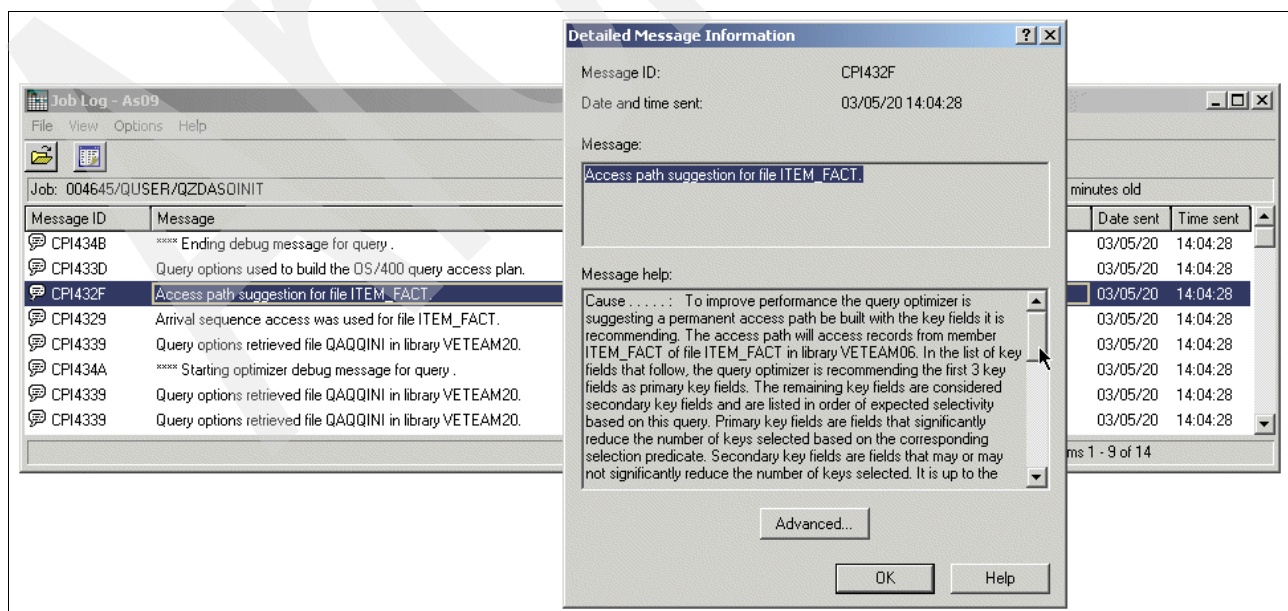 Job Log - As09
File View Options Help
Job: 004645/QUSER/QZDASOINIT
minutes old
Message ID Message Date sent Time sent
CPI434B **** Ending debug message for query . 03/05/20 14:04:28
CPI433D Query options used to build the OS/400 query access plan. 03/05/20 14:04:28
CPI432F Access path suggestion for file ITEM_FACT. 03/05/20 14:04:28
CPI4329 Arrival sequence access was used for file ITEM_FACT. 03/05/20 14:04:28
CPI4339 Query options retrieved file QAQQINI in library VETEAM20. 03/05/20 14:04:28
CPI434A **** Starting optimizer debug message for query . 03/05/20 14:04:28
CPI4339 Query options retrieved file QAQQINI in library VETEAM20. 03/05/20 14:04:28
CPI4339 Query options retrieved file QAQQINI in library VETEAM20. 03/05/20 14:04:28
ms 1 - 9 of 14
Detailed Message Information
Message ID: CPI432F
Date and time sent: 03/05/20 14:04:28
Message:
Access path suggestion for file ITEM_FACT.
Message help:
Cause . . . . . : To improve performance the query optimizer is
suggesting a permanent access path be built with the key fields it is
recommending. The access path will access records from member
ITEM_FACT of file ITEM_FACT in library VETEAM06. In the list of key
fields that follow, the query optimizer is recommending the first 3 key
fields as primary key fields. The remaining key fields are considered
secondary key fields and are listed in order of expected selectivity
based on this query. Primary key fields are fields that significantly
reduce the number of keys selected based on the corresponding
selection predicate. Secondary key fields are fields that may or may
not significantly reduce the number of keys selected. It is up to the
Advanced...
OK Help